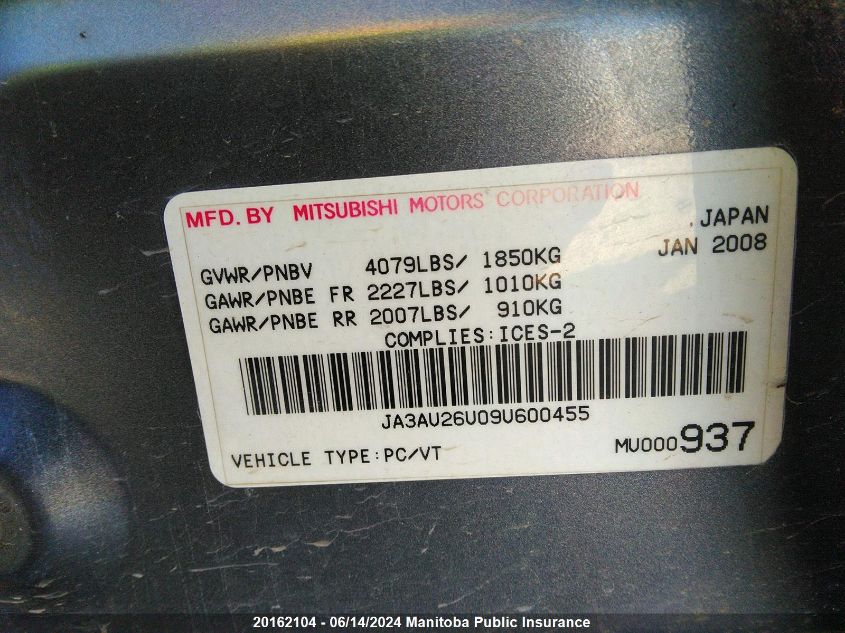 MFD. BY MITSUBISHI MOTORS CORPORATION
JAPAN
GVWR/PNBV 4079LBS/ 1850KG JAN 2008
GAWR/PNBE FR 2227LBS/ 1010KG
GAWR/PNBE RR 2007LBS/ 910KG
COMPLIES:ICES-2
JA3AU26U09U600455
VEHICLE TYPE:PC/VT MU000937
20162104 - 06/14/2024 Manitoba Public Insurance